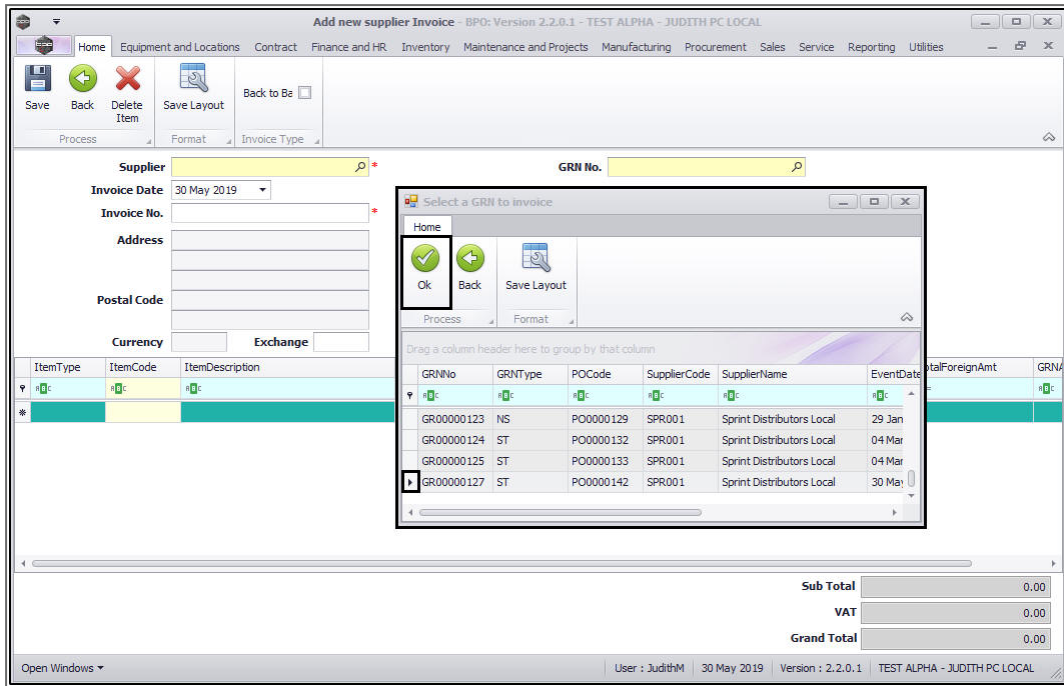 Add new supplier Invoice - BPO: Version 2.2.0.1 - TEST ALPHA - JUDITH PC LOCAL
bpo Home Equipment and Locations Contract Finance and HR Inventory Maintenance and Projects Manufacturing Procurement Sales Service Reporting Utilities
Save Back Delete Item Save Layout Back to Ba
Process Format Invoice Type
Supplier * GRN No.
Invoice Date 30 May 2019
Invoice No. *
Address
Postal Code
Currency Exchange
Select a GRN to invoice
Home
Ok Back Save Layout
Process Format
Drag a column header here to group by that column
GRNNo GRNType POCode SupplierCode SupplierName EventDate
GR00000123 NS PO0000129 SPR001 Sprint Distributors Local 29 Jan
GR00000124 ST PO0000132 SPR001 Sprint Distributors Local 04 Mar
GR00000125 ST PO0000133 SPR001 Sprint Distributors Local 04 Mar
GR00000127 ST PO0000142 SPR001 Sprint Distributors Local 30 May
ItemType ItemCode ItemDescription otalForeignAmt GRNA
Sub Total 0.00
VAT 0.00
Grand Total 0.00
Open Windows User : JudithM 30 May 2019 Version : 2.2.0.1 TEST ALPHA - JUDITH PC LOCAL